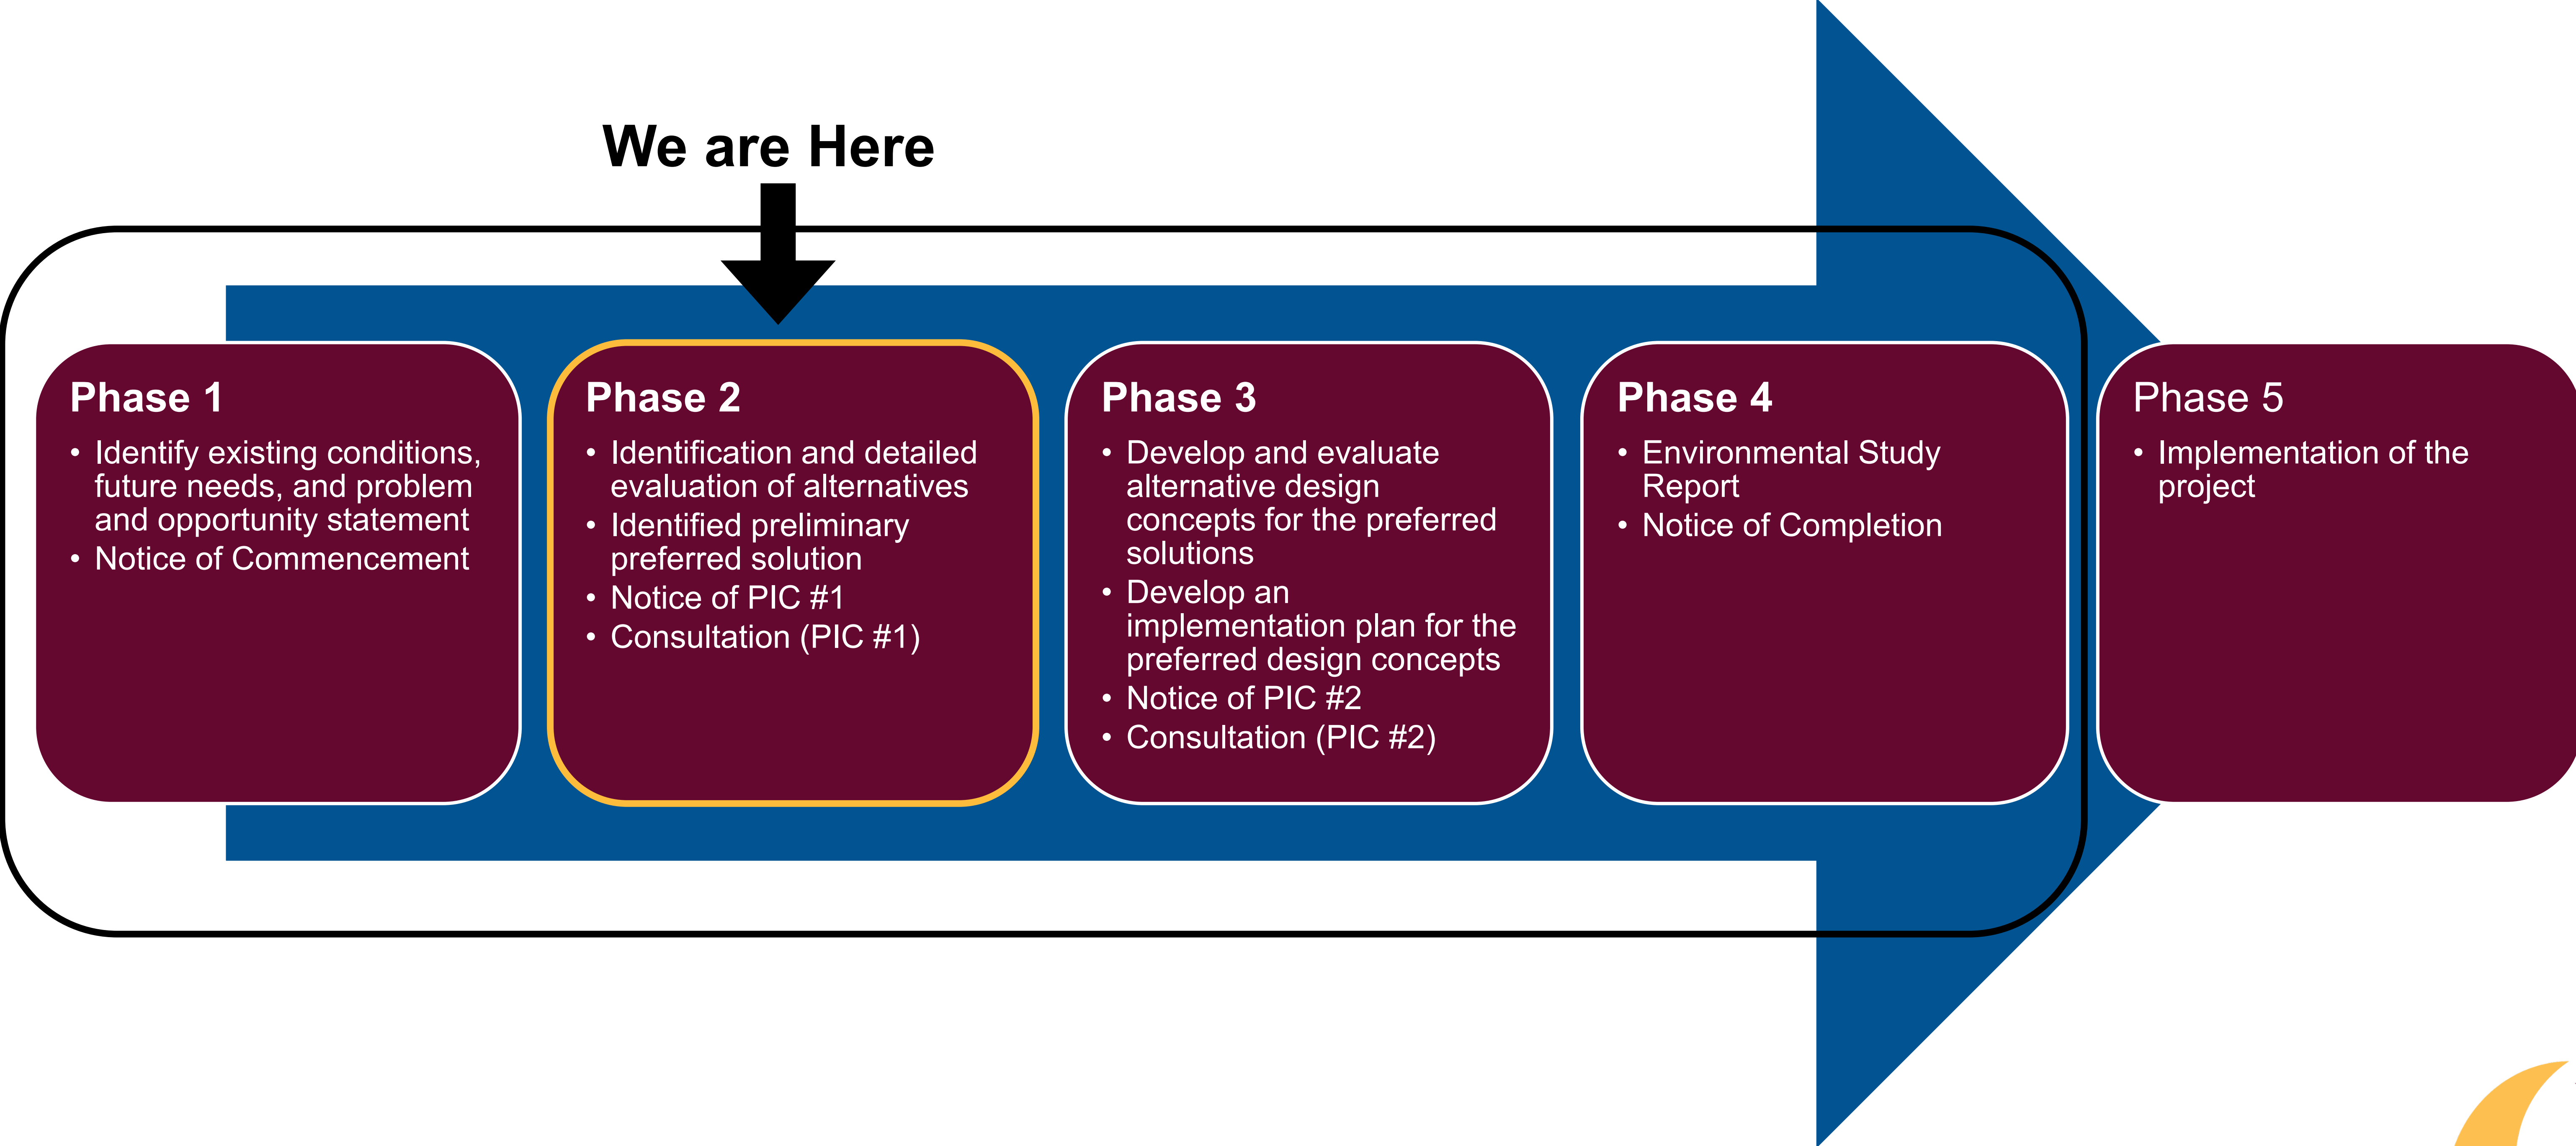 We are Here
Phase 1
• Identify existing conditions,
future needs, and problem
and opportunity statement
• Notice of Commencement
Phase 2
• Identification and detailed
evaluation of alternatives
• Identified preliminary
preferred solution
• Notice of PIC #1
• Consultation (PIC #1)
Phase 3
• Develop and evaluate
alternative design
concepts for the preferred
solutions
• Develop an
implementation plan for the
preferred design concepts
• Notice of PIC #2
• Consultation (PIC #2)
Phase 4
• Environmental Study
Report
• Notice of Completion
Phase 5
• Implementation of the
project